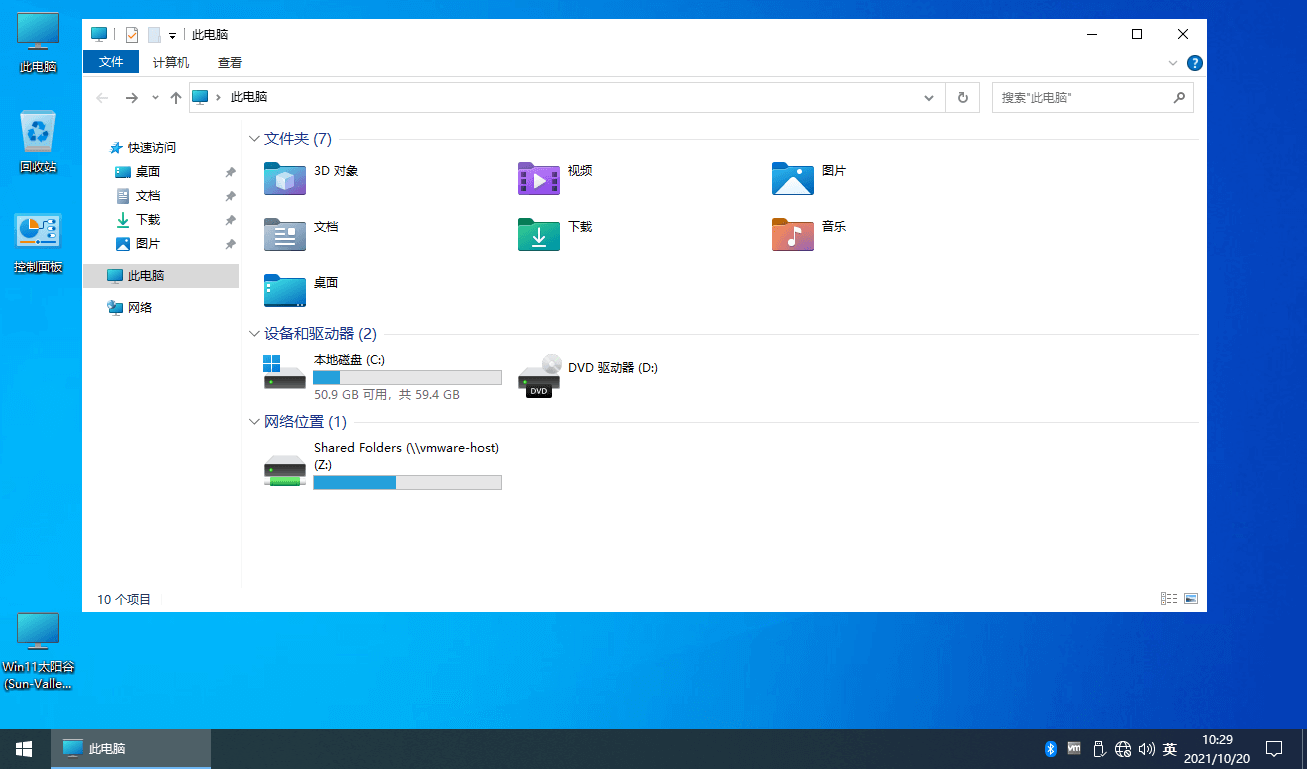 此电脑
文件
计算机
查看
此电脑
搜索"此电脑"
快速访问
桌面
文档
下载
图片
此电脑
网络
文件夹 (7)
3D 对象
视频
图片
文档
下载
音乐
桌面
设备和驱动器 (2)
本地磁盘 (C:)
50.9 GB 可用，共 59.4 GB
DVD
DVD 驱动器 (D:)
网络位置 (1)
Shared Folders (\\vmware-host)
(Z:)
10 个项目
此电脑
回收站
控制面板
Win11太阳谷
(Sun-Valle...
此电脑
vm
英
10:29
2021/10/20